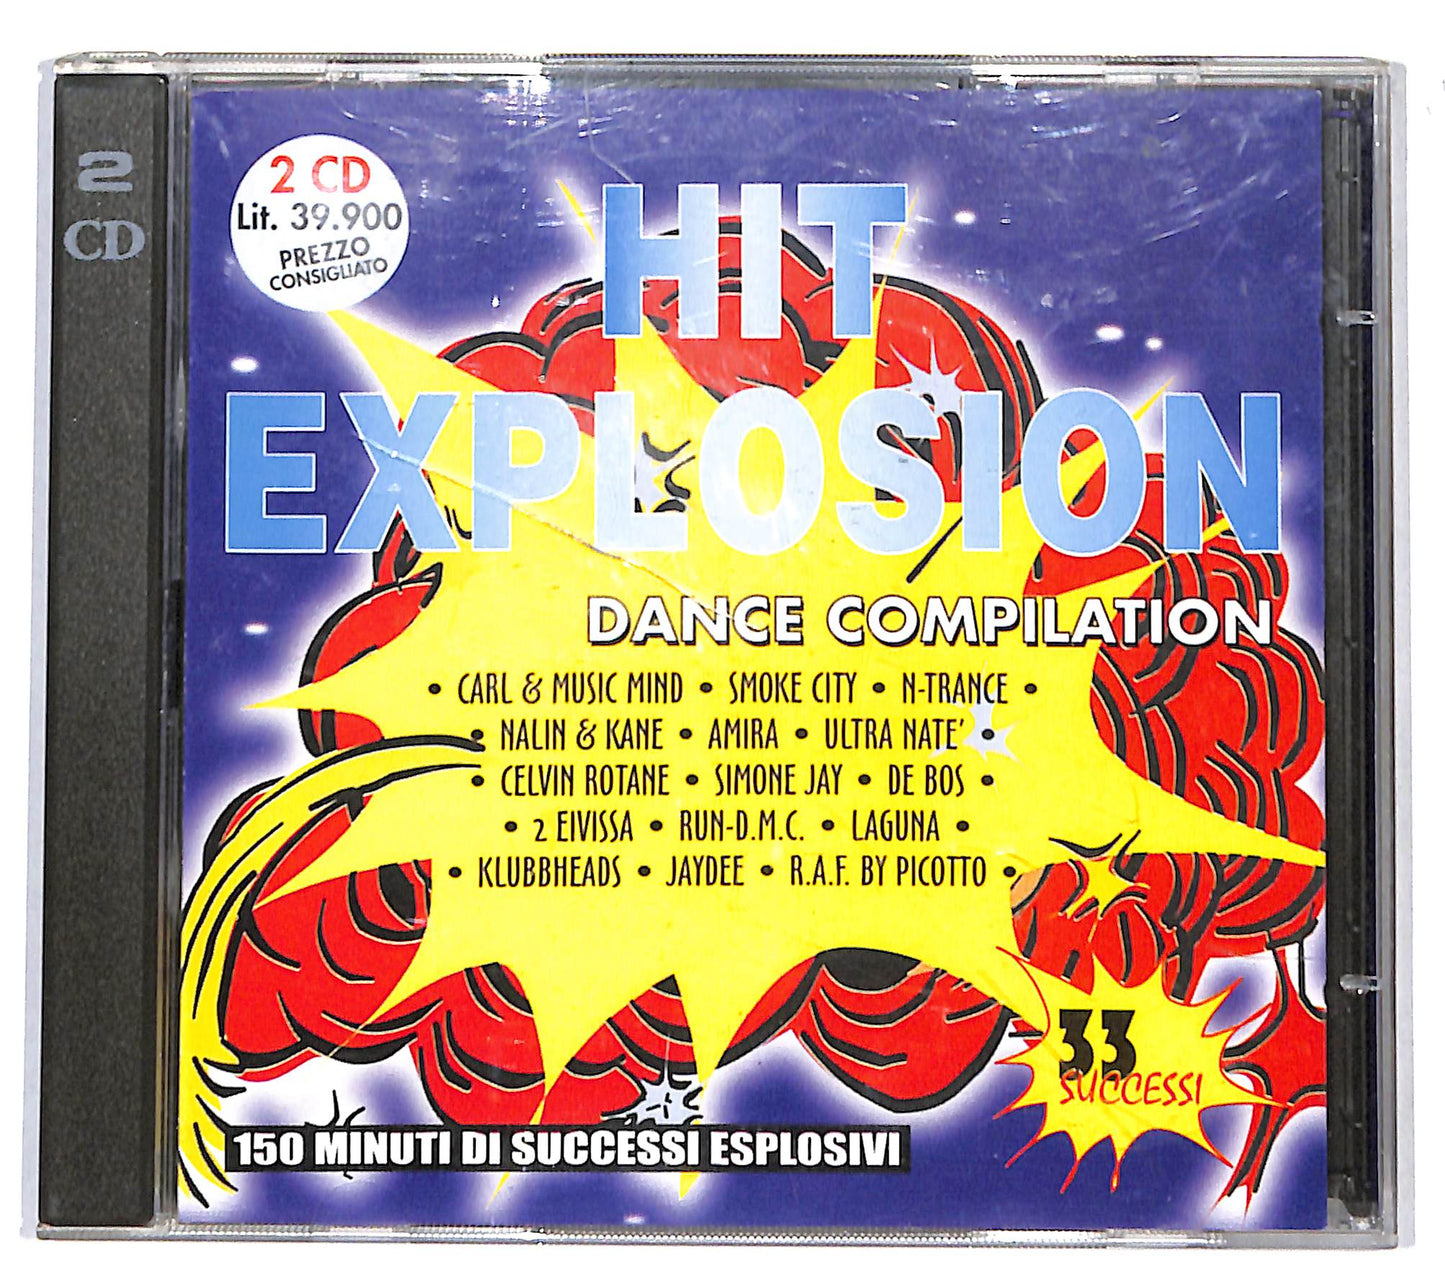 2
CD
2 CD
Lit. 39.900
PREZZO
CONSIGLIATO
HIT
EXPLOSION
DANCE COMPILATION
• CARL & MUSIC MIND • SMOKE CITY • N-TRANCE •
• NALIN & KANE • AMIRA • ULTRA NATE' •
• CELVIN ROTANE • SIMONE JAY • DE BOS •
• 2 EIVISSA • RUN-D.M.C. • LAGUNA •
• KLUBBHEADS • JAYDEE • R.A.F. BY PICOTTO •
33
SUCCESSI
150 MINUTI DI SUCCESSI ESPLOSIVI